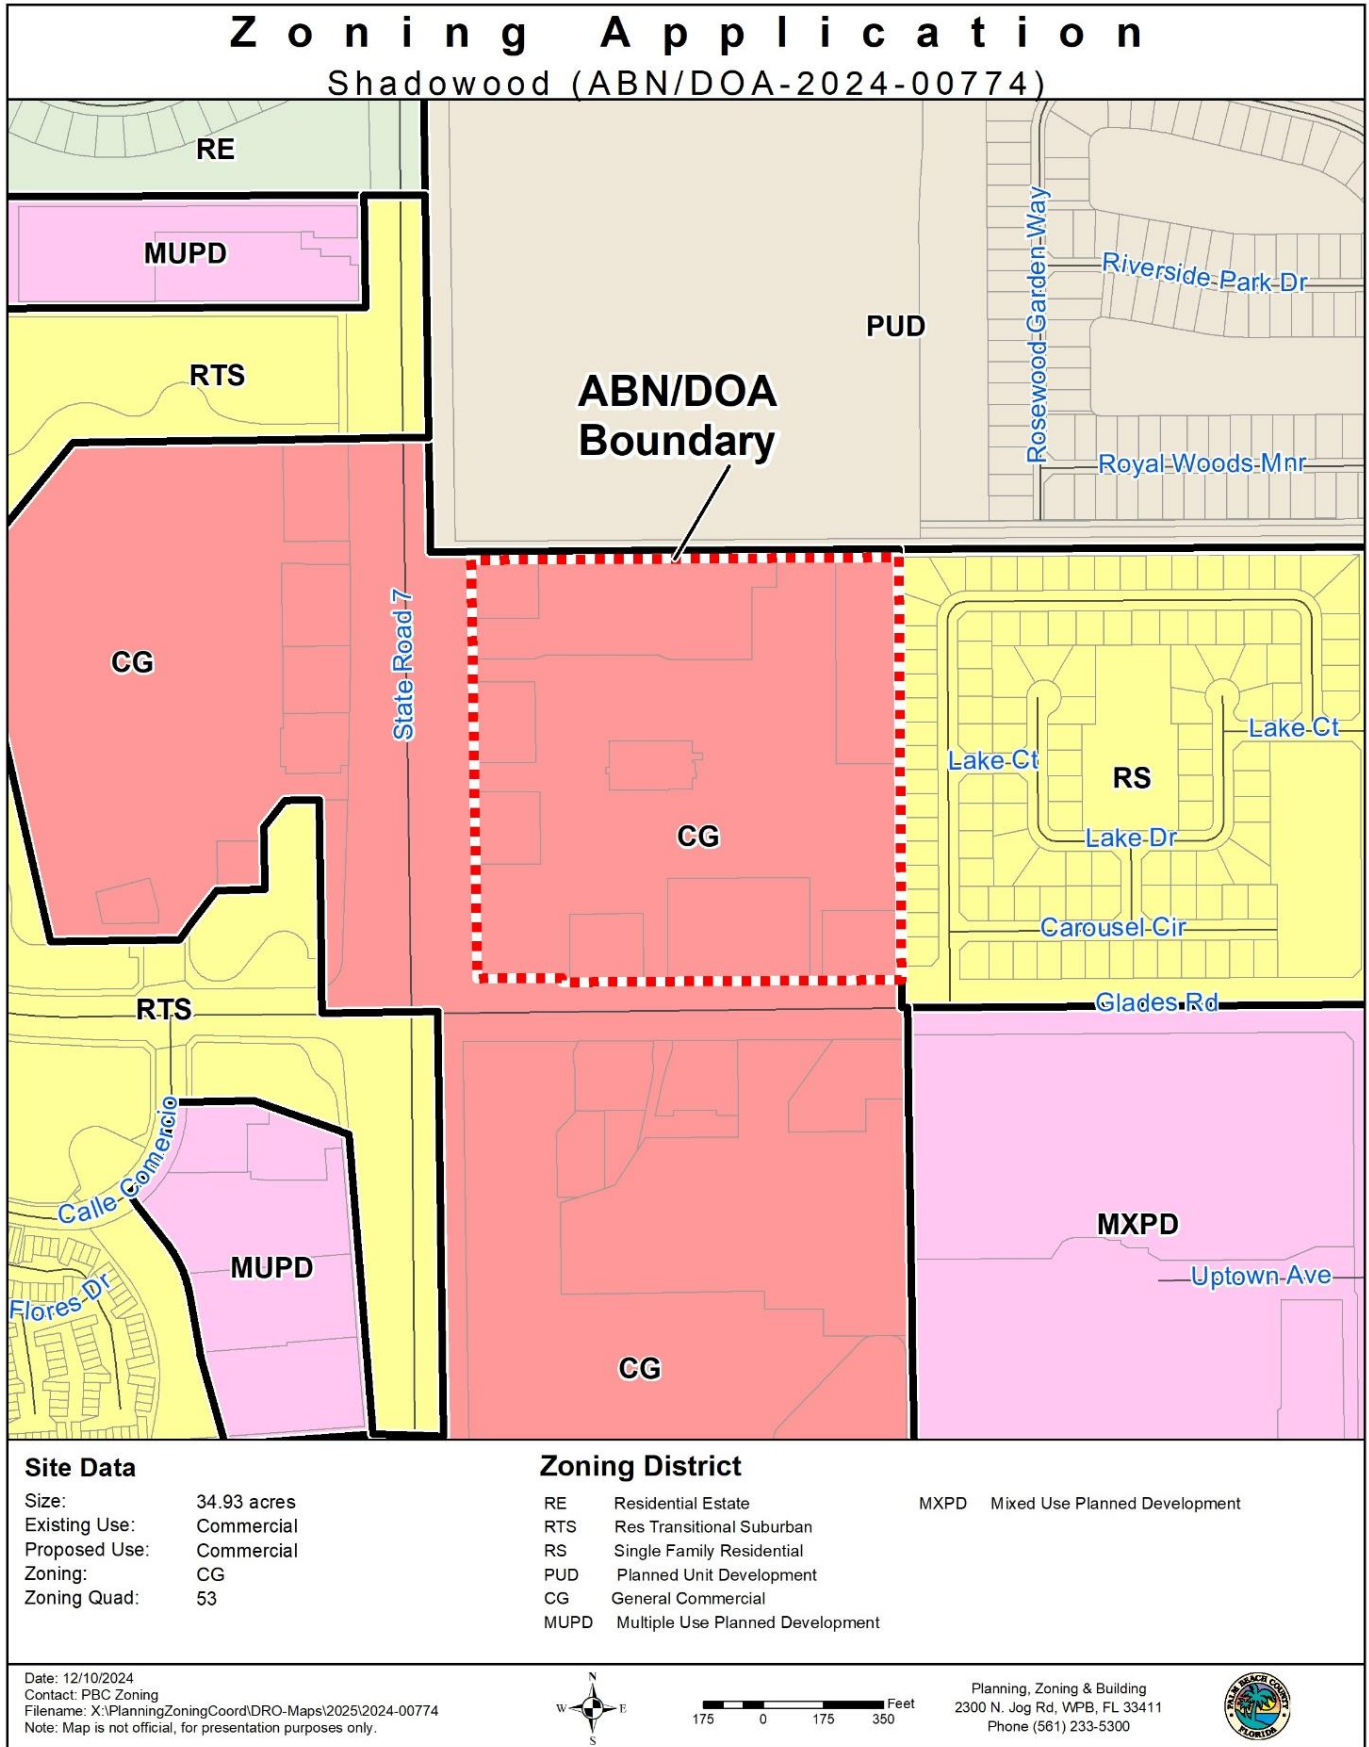 Zoning Application
Shadowood (ABN/DOA-2024-00774)
RE
MUPD
RTS
PUD
Rosewood Garden Way
Riverside Park Dr
Royal Woods Mnr
ABN/DOA
Boundary
CG
State Road 7
CG
Lake Ct
Lake Ct
RS
Lake Dr
Carousel Cir
Glades Rd
RTS
Calle Comercio
Flores Dr
MUPD
CG
MXPD
Uptown Ave
Site Data
Size: 34.93 acres
Existing Use: Commercial
Proposed Use: Commercial
Zoning: CG
Zoning Quad: 53
Zoning District
RE Residential Estate
RTS Res Transitional Suburban
RS Single Family Residential
PUD Planned Unit Development
CG General Commercial
MUPD Multiple Use Planned Development
MXPD Mixed Use Planned Development
Date: 12/10/2024
Contact: PBC Zoning
Filename: X:\PlanningZoningCoord\DRO-Maps\2025\2024-00774
Note: Map is not official, for presentation purposes only.
N
W E
S
Feet
175 0 175 350
Planning, Zoning & Building
2300 N. Jog Rd, WPB, FL 33411
Phone (561) 233-5300
PALM BEACH COUNTY
FLORIDA